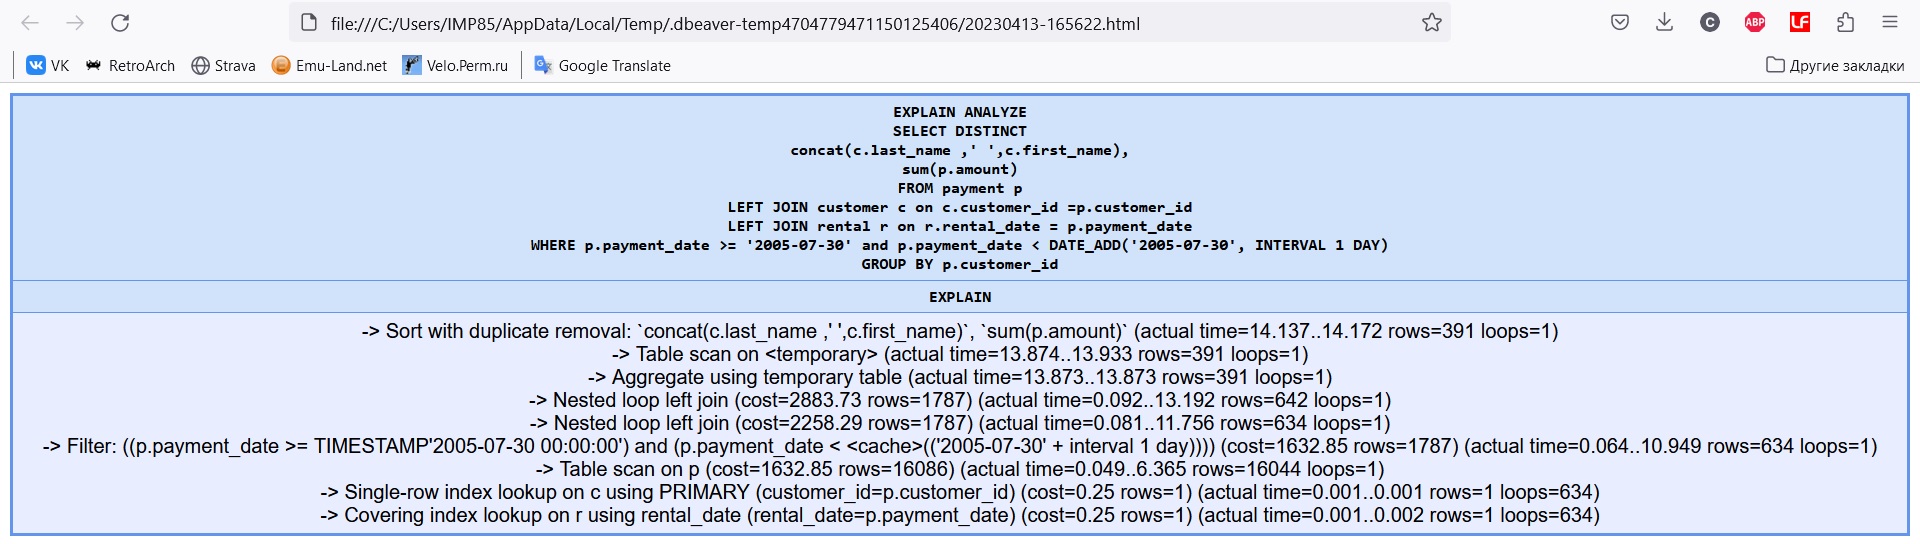 file:///C:/Users/IMP85/AppData/Local/Temp/.dbeaver-temp4704779471150125406/20230413-165622.html
C
ABP
LF
VK
RetroArch
Strava
Emu-Land.net
Velo.Perm.ru
Google Translate
Другие закладки
EXPLAIN ANALYZE
SELECT DISTINCT
concat(c.last_name ,' ',c.first_name),
sum(p.amount)
FROM payment p
LEFT JOIN customer c on c.customer_id =p.customer_id
LEFT JOIN rental r on r.rental_date = p.payment_date
WHERE p.payment_date >= '2005-07-30' and p.payment_date < DATE_ADD('2005-07-30', INTERVAL 1 DAY)
GROUP BY p.customer_id
EXPLAIN
-> Sort with duplicate removal: `concat(c.last_name ,' ',c.first_name)`, `sum(p.amount)` (actual time=14.137..14.172 rows=391 loops=1)
-> Table scan on <temporary> (actual time=13.874..13.933 rows=391 loops=1)
-> Aggregate using temporary table (actual time=13.873..13.873 rows=391 loops=1)
-> Nested loop left join (cost=2883.73 rows=1787) (actual time=0.092..13.192 rows=642 loops=1)
-> Nested loop left join (cost=2258.29 rows=1787) (actual time=0.081..11.756 rows=634 loops=1)
-> Filter: ((p.payment_date >= TIMESTAMP'2005-07-30 00:00:00') and (p.payment_date < <cache>(('2005-07-30' + interval 1 day)))) (cost=1632.85 rows=1787) (actual time=0.064..10.949 rows=634 loops=1)
-> Table scan on p (cost=1632.85 rows=16086) (actual time=0.049..6.365 rows=16044 loops=1)
-> Single-row index lookup on c using PRIMARY (customer_id=p.customer_id) (cost=0.25 rows=1) (actual time=0.001..0.001 rows=1 loops=634)
-> Covering index lookup on r using rental_date (rental_date=p.payment_date) (cost=0.25 rows=1) (actual time=0.001..0.002 rows=1 loops=634)